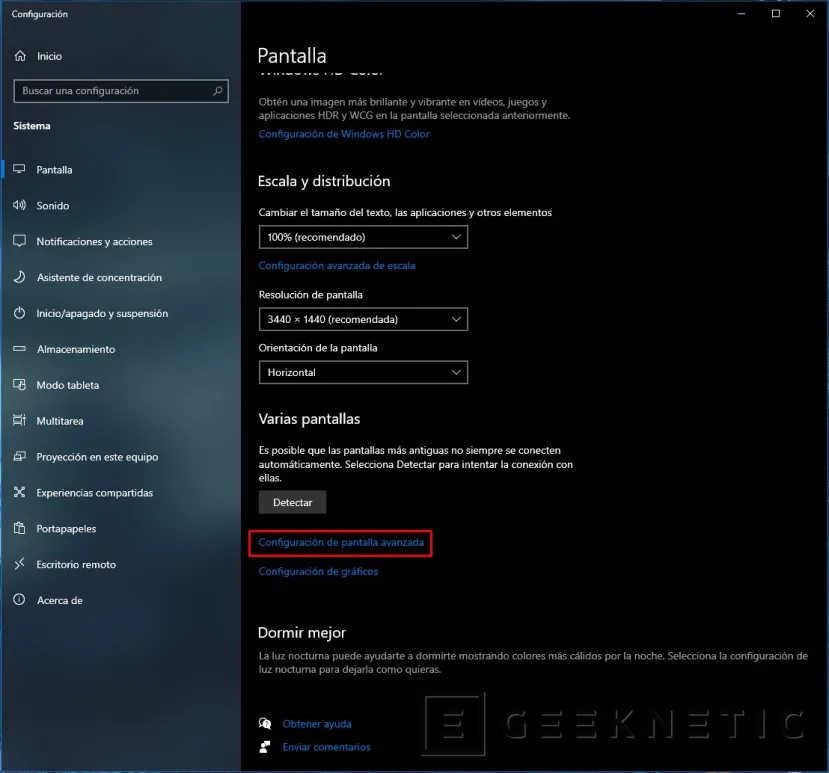 Configuración
Inicio
Buscar una configuración
Sistema
Pantalla
Sonido
Notificaciones y acciones
Asistente de concentración
Inicio/apagado y suspensión
Almacenamiento
Modo tableta
Multitarea
Proyección en este equipo
Experiencias compartidas
Portapapeles
Escritorio remoto
Acerca de
Pantalla
Windows HD Color
Obtén una imagen más brillante y vibrante en vídeos, juegos y
aplicaciones HDR y WCG en la pantalla seleccionada anteriormente.
Configuración de Windows HD Color
Escala y distribución
Cambiar el tamaño del texto, las aplicaciones y otros elementos
100% (recomendado)
Configuración avanzada de escala
Resolución de pantalla
3440 × 1440 (recomendada)
Orientación de la pantalla
Horizontal
Varias pantallas
Es posible que las pantallas más antiguas no siempre se conecten
automáticamente. Selecciona Detectar para intentar la conexión con
ellas.
Detectar
Configuración de pantalla avanzada
Configuración de gráficos
Dormir mejor
La luz nocturna puede ayudarte a dormirte mostrando colores más cálidos por la noche. Selecciona la configuración de
luz nocturna para dejarla como quieras.
Obtener ayuda
Enviar comentarios
E GEEKNETIC